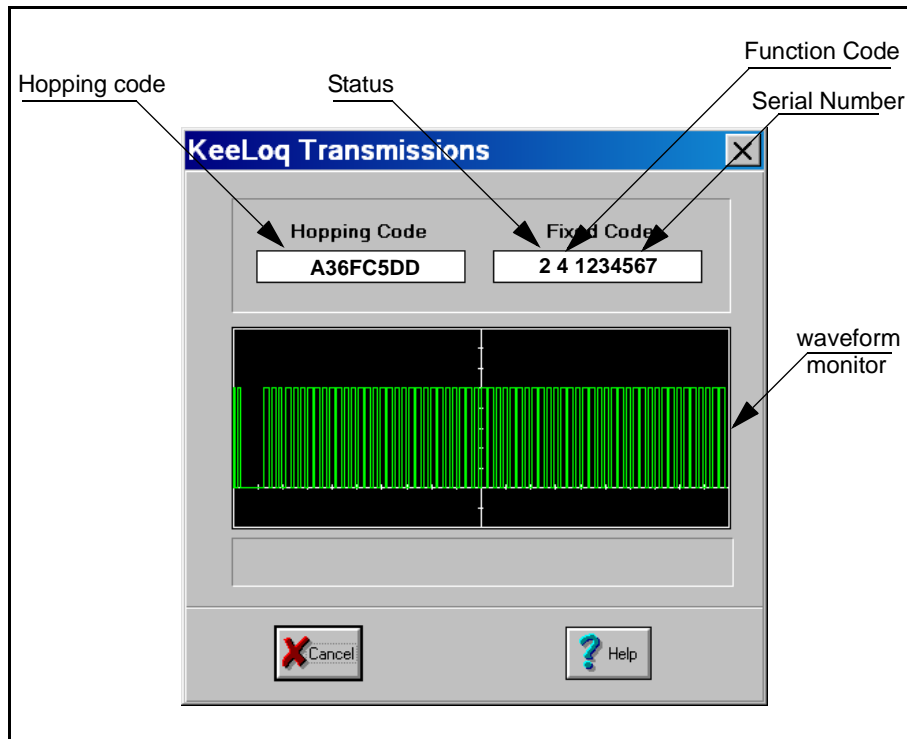 Function Code
Hopping code
Status
Serial Number
KeeLoq Transmissions
Hopping Code
Fixed Code
A36FC5DD
2 4 1234567
waveform
monitor
Cancel
Help